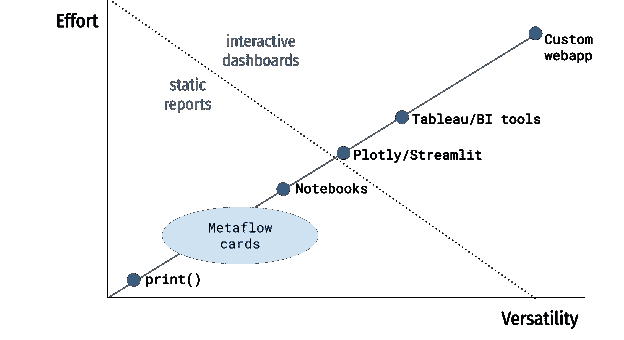 Effort
interactive
dashboards
static
reports
Custom
webapp
Tableau/BI tools
Plotly/Streamlit
Notebooks
Metaflow
cards
print()
Versatility